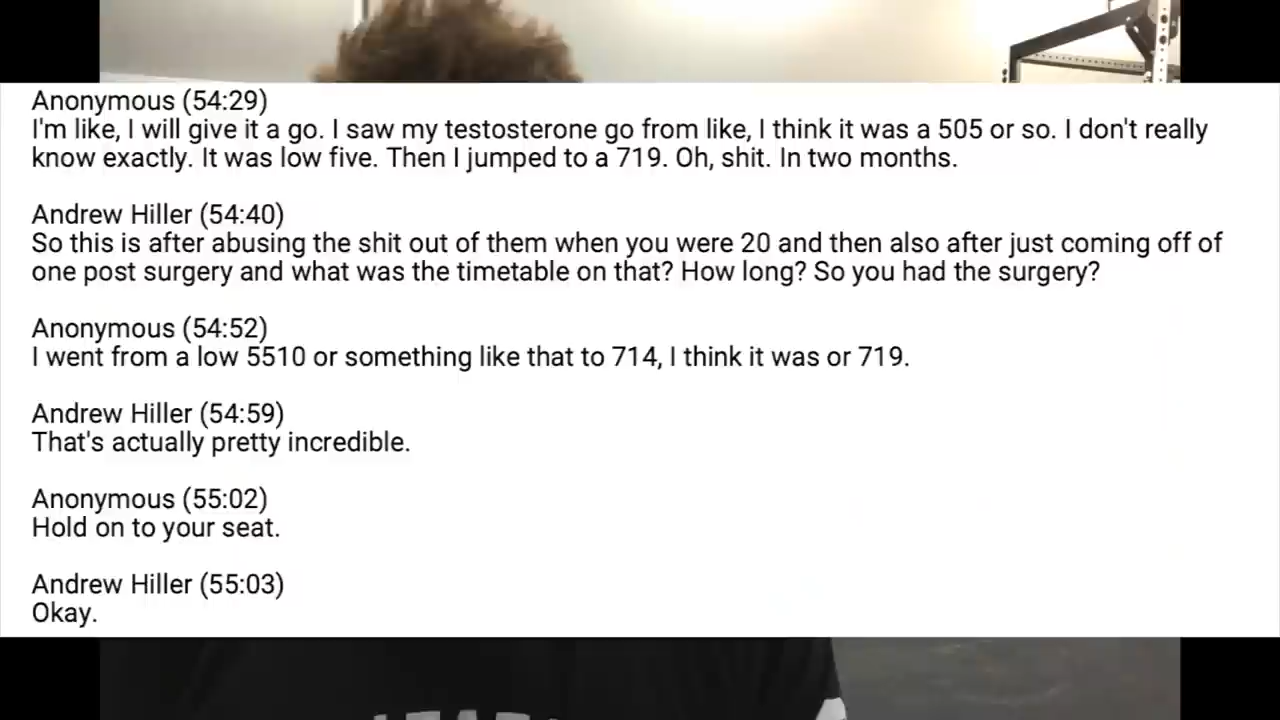 Anonymous (54:29)
I'm like, I will give it a go. I saw my testosterone go from like, I think it was a 505 or so. I don't really
know exactly. It was low five. Then I jumped to a 719. Oh, shit. In two months.
Andrew Hiller (54:40)
So this is after abusing the shit out of them when you were 20 and then also after just coming off of
one post surgery and what was the timetable on that? How long? So you had the surgery?
Anonymous (54:52)
I went from a low 5510 or something like that to 714, I think it was or 719.
Andrew Hiller (54:59)
That's actually pretty incredible.
Anonymous (55:02)
Hold on to your seat.
Andrew Hiller (55:03)
Okay.